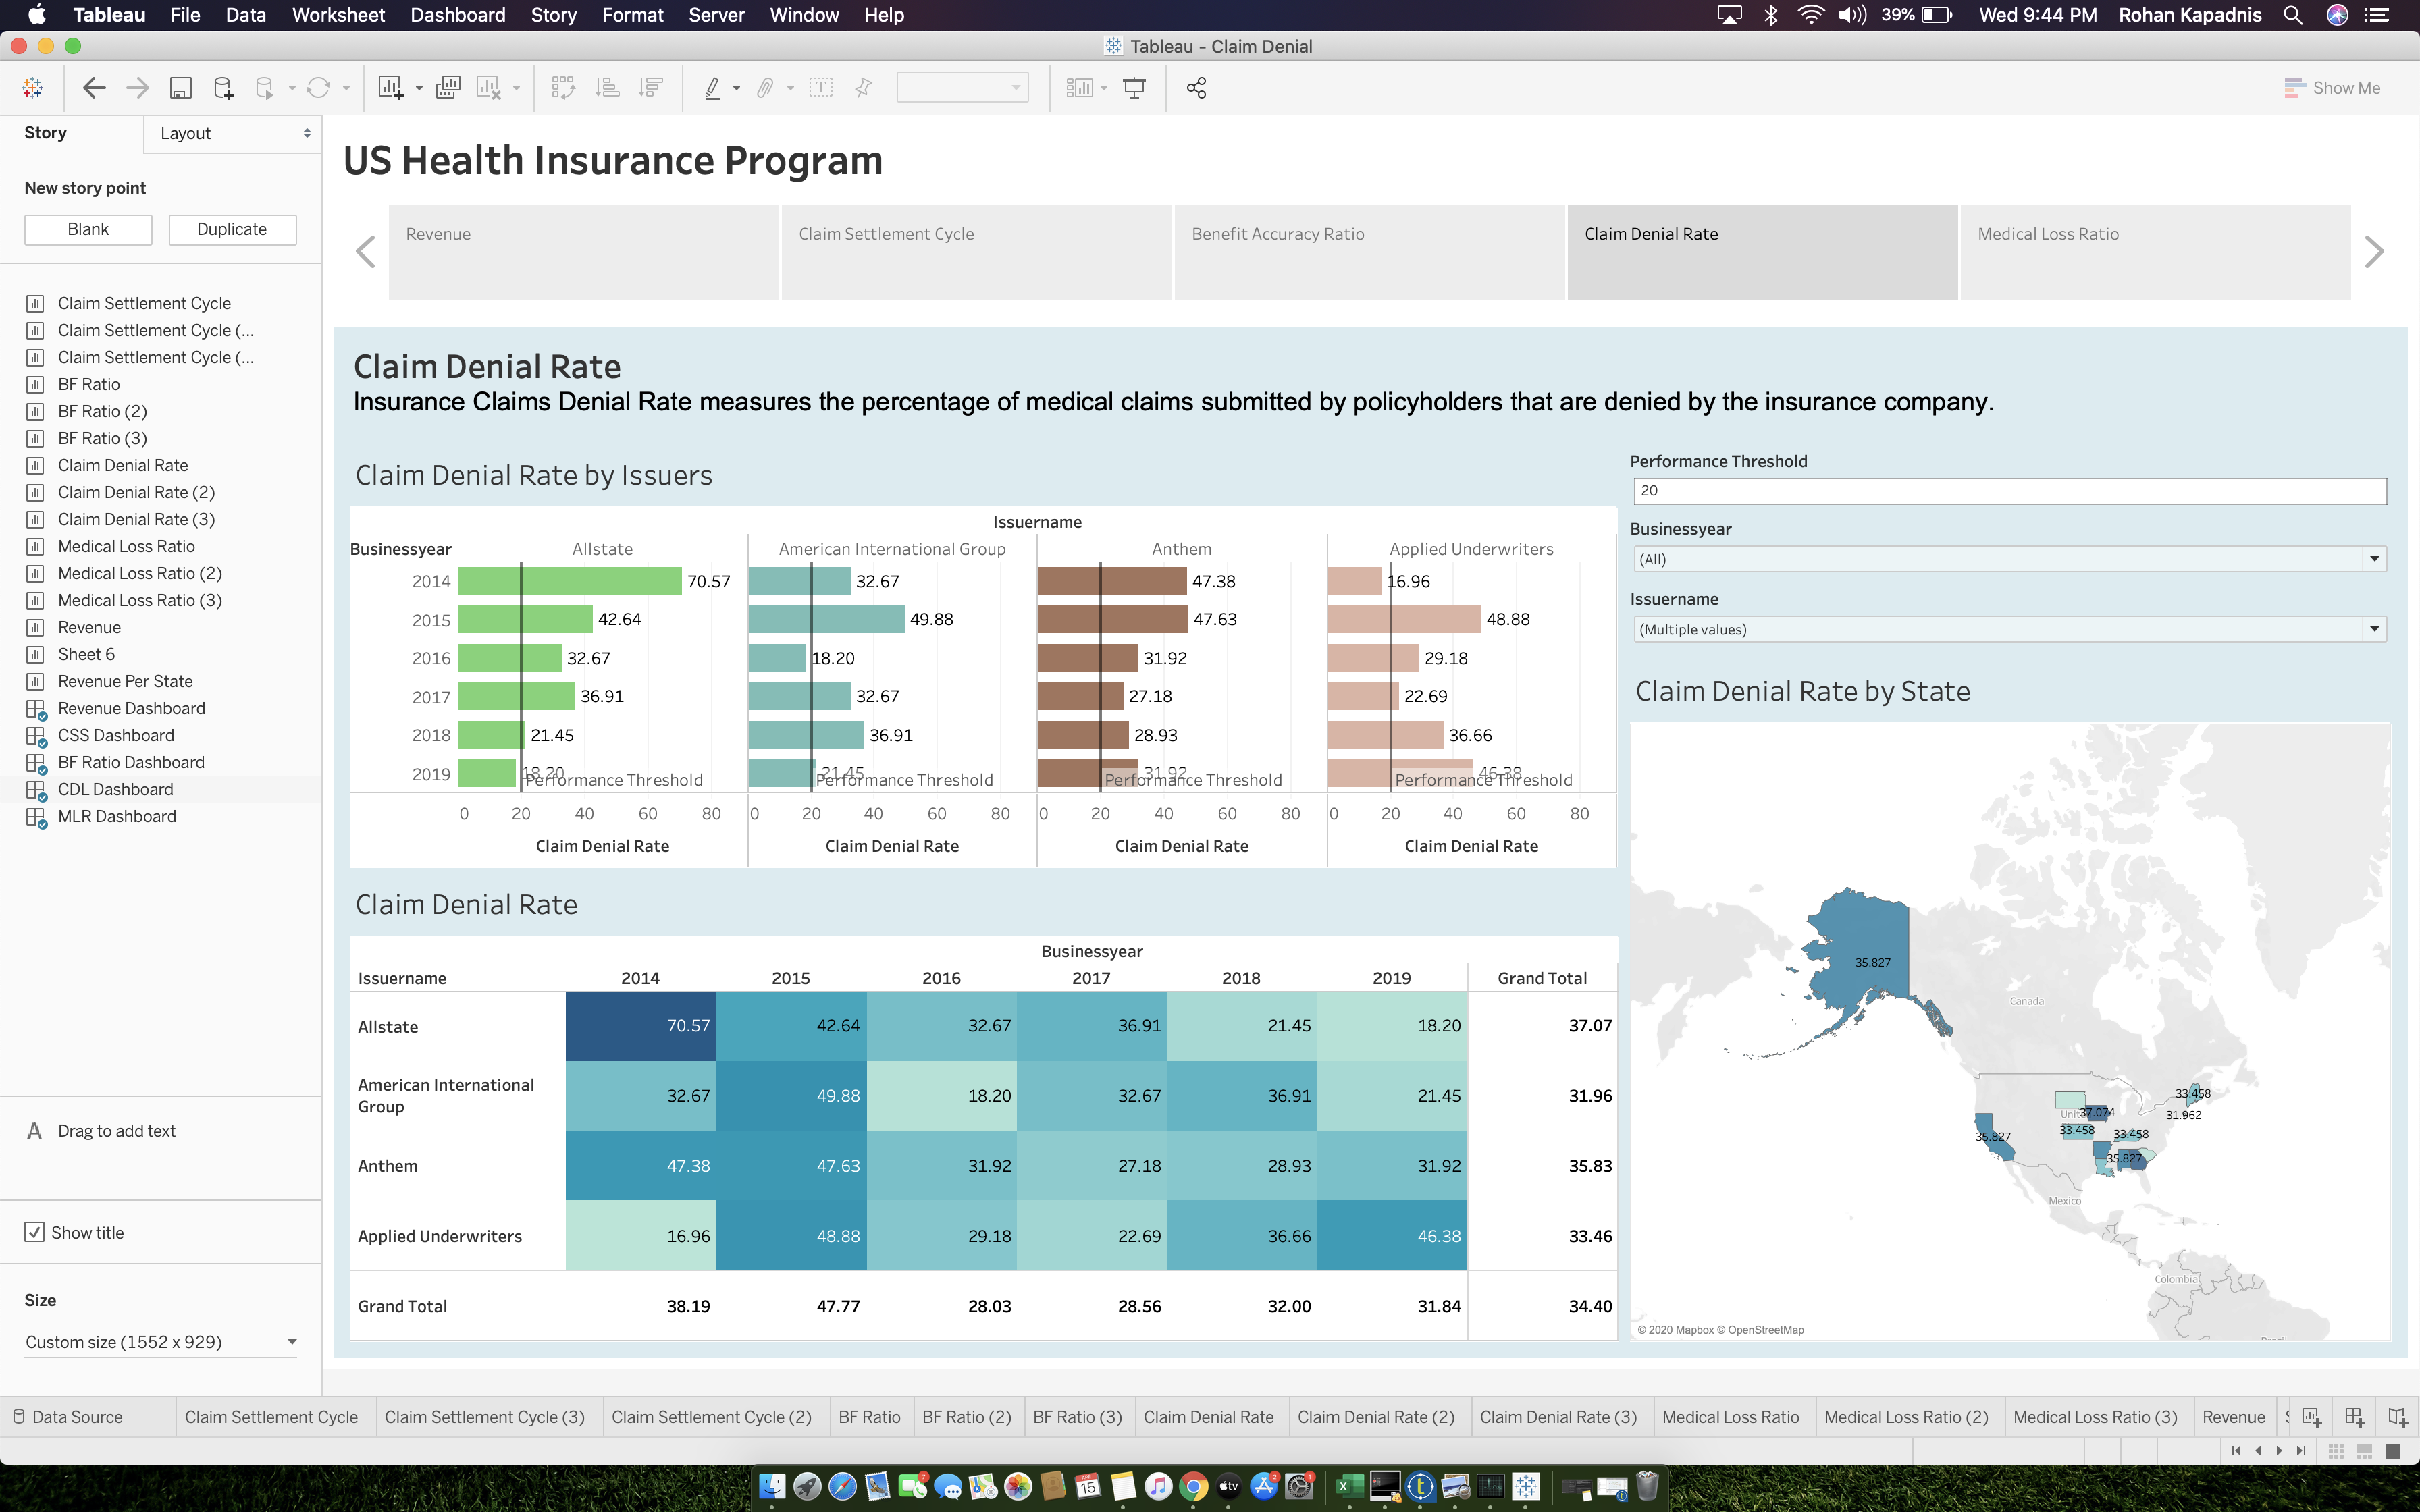 Tableau File Data Worksheet Dashboard Story Format Server Window Help 39% Wed 9:44 PM Rohan Kapadnis
Tableau - Claim Denial
Show Me
Story Layout
New story point
Blank Duplicate
Claim Settlement Cycle
Claim Settlement Cycle (...
Claim Settlement Cycle (...
BF Ratio
BF Ratio (2)
BF Ratio (3)
Claim Denial Rate
Claim Denial Rate (2)
Claim Denial Rate (3)
Medical Loss Ratio
Medical Loss Ratio (2)
Medical Loss Ratio (3)
Revenue
Sheet 6
Revenue Per State
Revenue Dashboard
CSS Dashboard
BF Ratio Dashboard
CDL Dashboard
MLR Dashboard
A Drag to add text
Show title
Size
Custom size (1552 x 929)
US Health Insurance Program
Revenue Claim Settlement Cycle Benefit Accuracy Ratio Claim Denial Rate Medical Loss Ratio
Claim Denial Rate
Insurance Claims Denial Rate measures the percentage of medical claims submitted by policyholders that are denied by the insurance company.
Claim Denial Rate by Issuers
Issuername
Businessyear Allstate American International Group Anthem Applied Underwriters
2014 70.57 32.67 47.38 16.96
2015 42.64 49.88 47.63 48.88
2016 32.67 18.20 31.92 29.18
2017 36.91 32.67 27.18 22.69
2018 21.45 36.91 28.93 36.66
2019 18.20 21.45 31.92 46.38
Performance Threshold Performance Threshold Performance Threshold Performance Threshold
0 20 40 60 80 0 20 40 60 80 0 20 40 60 80 0 20 40 60 80
Claim Denial Rate Claim Denial Rate Claim Denial Rate Claim Denial Rate
Claim Denial Rate
Businessyear
Issuername 2014 2015 2016 2017 2018 2019 Grand Total
Allstate 70.57 42.64 32.67 36.91 21.45 18.20 37.07
American International
Group 32.67 49.88 18.20 32.67 36.91 21.45 31.96
Anthem 47.38 47.63 31.92 27.18 28.93 31.92 35.83
Applied Underwriters 16.96 48.88 29.18 22.69 36.66 46.38 33.46
Grand Total 38.19 47.77 28.03 28.56 32.00 31.84 34.40
Performance Threshold
20
Businessyear
(All)
Issuername
(Multiple values)
Claim Denial Rate by State
35.827
Canada
33.458
Unit 37.074 31.962
33.458 33.458
35.827
35.827
Mexico
Colombia
© 2020 Mapbox © OpenStreetMap
Data Source Claim Settlement Cycle Claim Settlement Cycle (3) Claim Settlement Cycle (2) BF Ratio BF Ratio (2) BF Ratio (3) Claim Denial Rate Claim Denial Rate (2) Claim Denial Rate (3) Medical Loss Ratio Medical Loss Ratio (2) Medical Loss Ratio (3) Revenue
15
tv